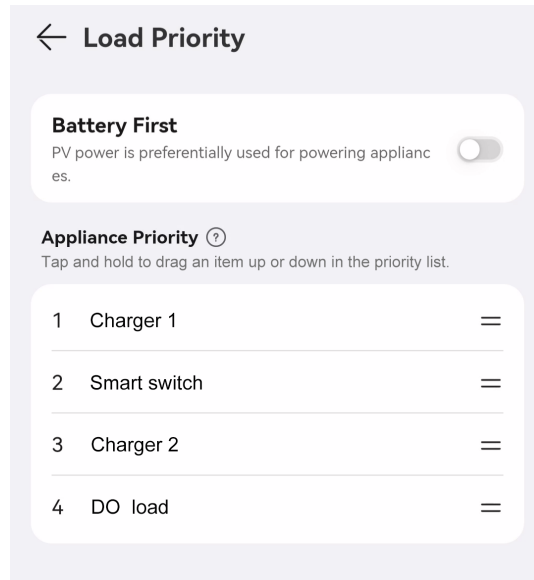 Load Priority
Battery First
PV power is preferentially used for powering applianc
es.
Appliance Priority ?
Tap and hold to drag an item up or down in the priority list.
1 Charger 1
2 Smart switch
3 Charger 2
4 DO load